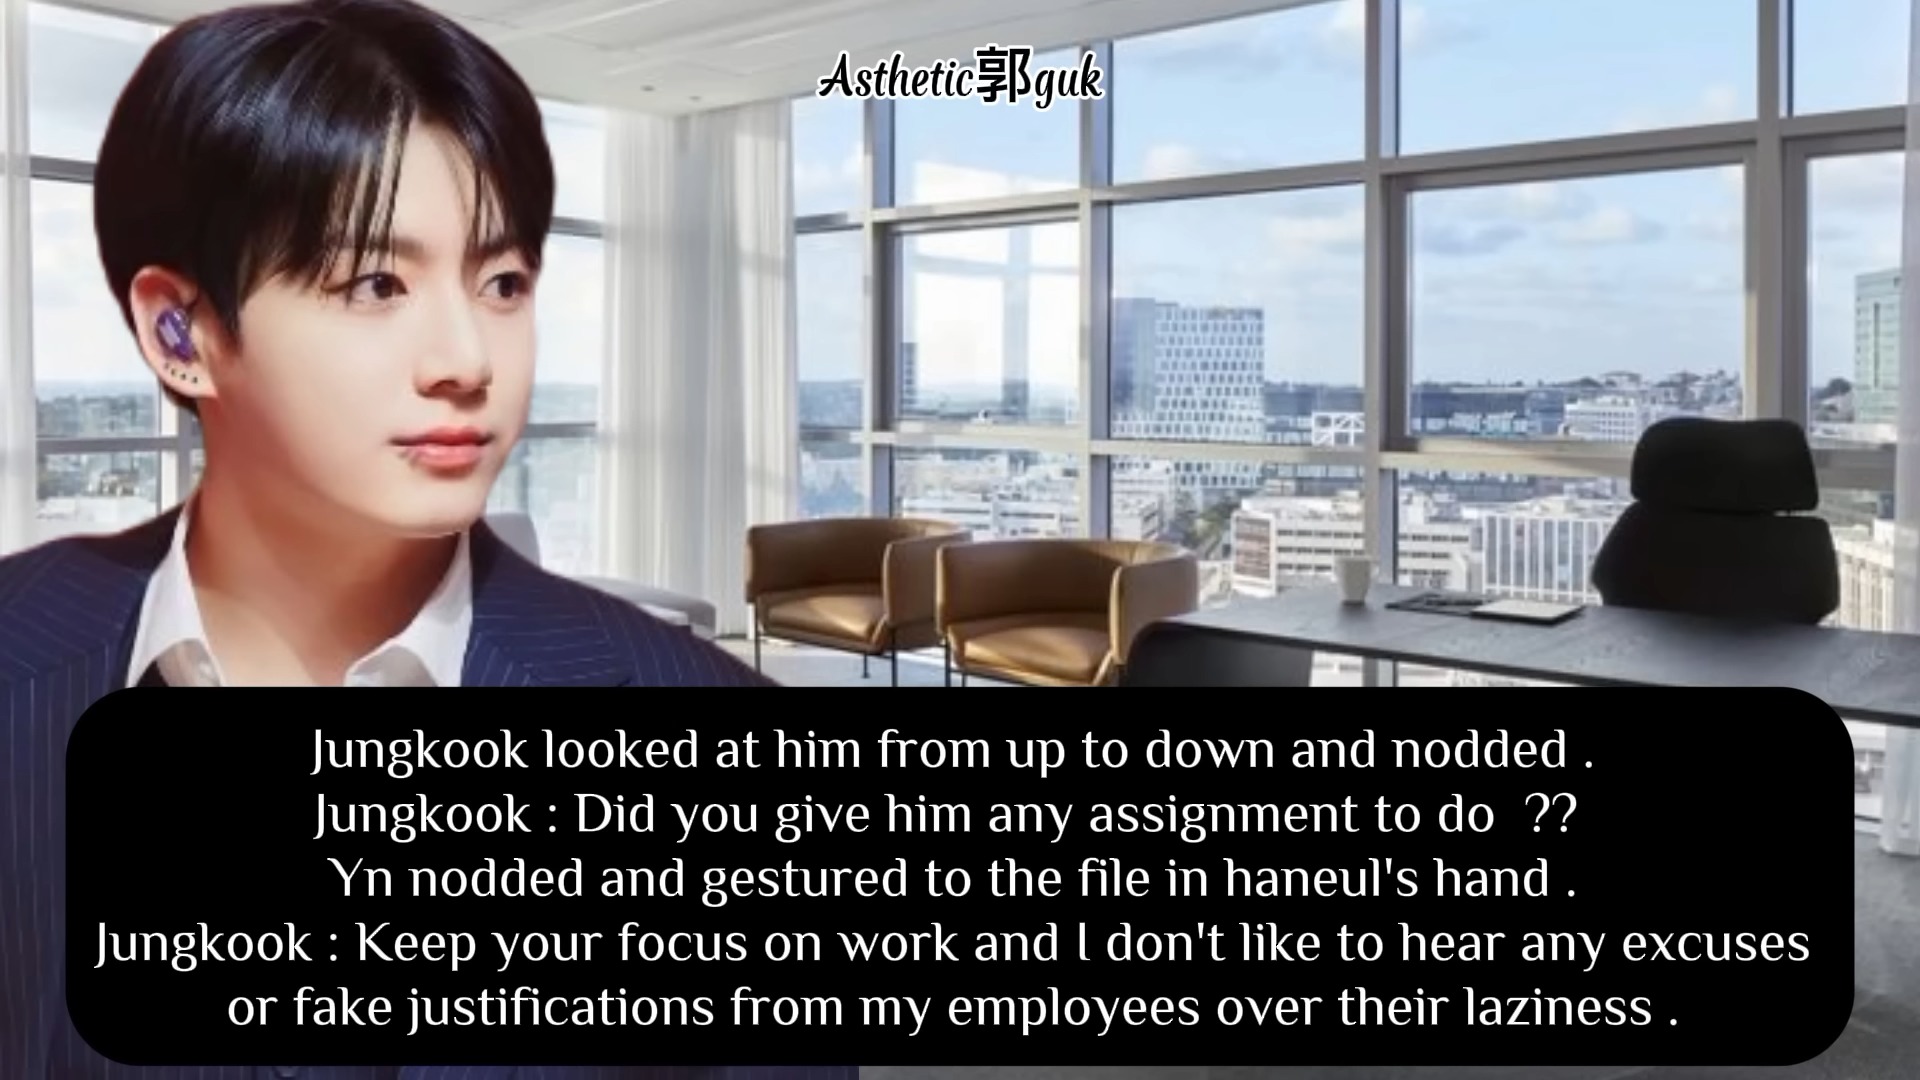 Asthetic郭guk
Jungkook looked at him from up to down and nodded .
Jungkook : Did you give him any assignment to do  ??
Yn nodded and gestured to the file in haneul's hand .
Jungkook : Keep your focus on work and I don't like to hear any excuses
or fake justifications from my employees over their laziness .